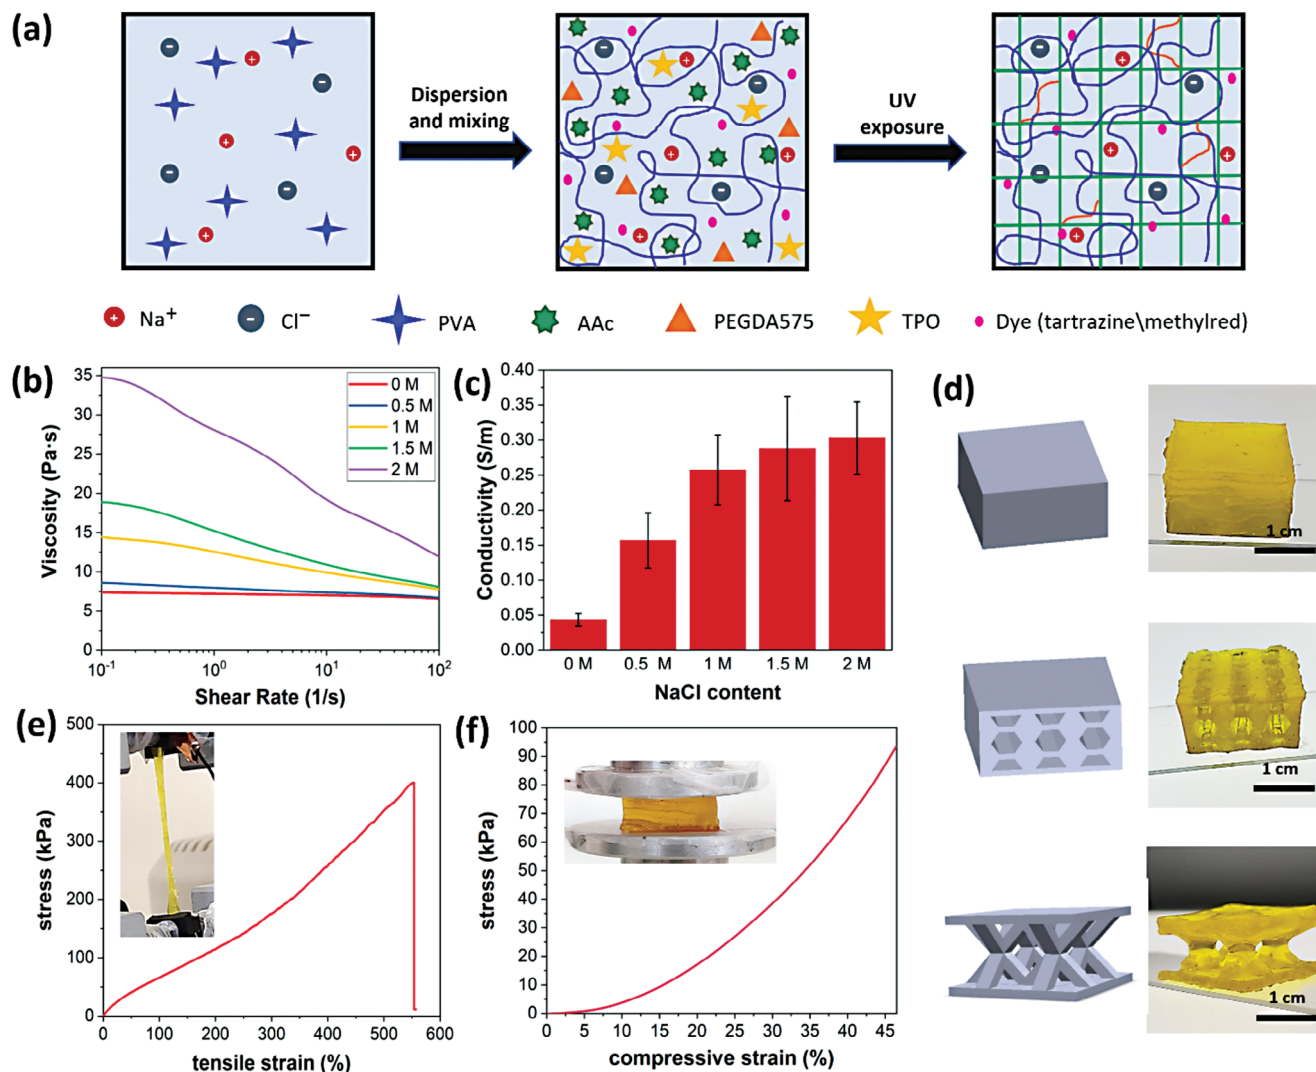 (a)
Dispersion
and mixing
UV
exposure
Na⁺
Cl⁻
PVA
AAc
PEGDA575
TPO
Dye (tartrazine\methylred)
(b)
35
30
25
20
15
10
5
0
Viscosity (Pa·s)
0 M
0.5 M
1 M
1.5 M
2 M
10⁻¹ 10⁰ 10¹ 10²
Shear Rate (1/s)
(c)
0.40
0.35
0.30
0.25
0.20
0.15
0.10
0.05
0.00
Conductivity (S/m)
0 M 0.5 M 1 M 1.5 M 2 M
NaCl content
(d)
1 cm
1 cm
1 cm
(e)
500
400
300
200
100
0
stress (kPa)
0 100 200 300 400 500 600
tensile strain (%)
(f)
100
90
80
70
60
50
40
30
20
10
0
stress (kPa)
0 5 10 15 20 25 30 35 40 45
compressive strain (%)